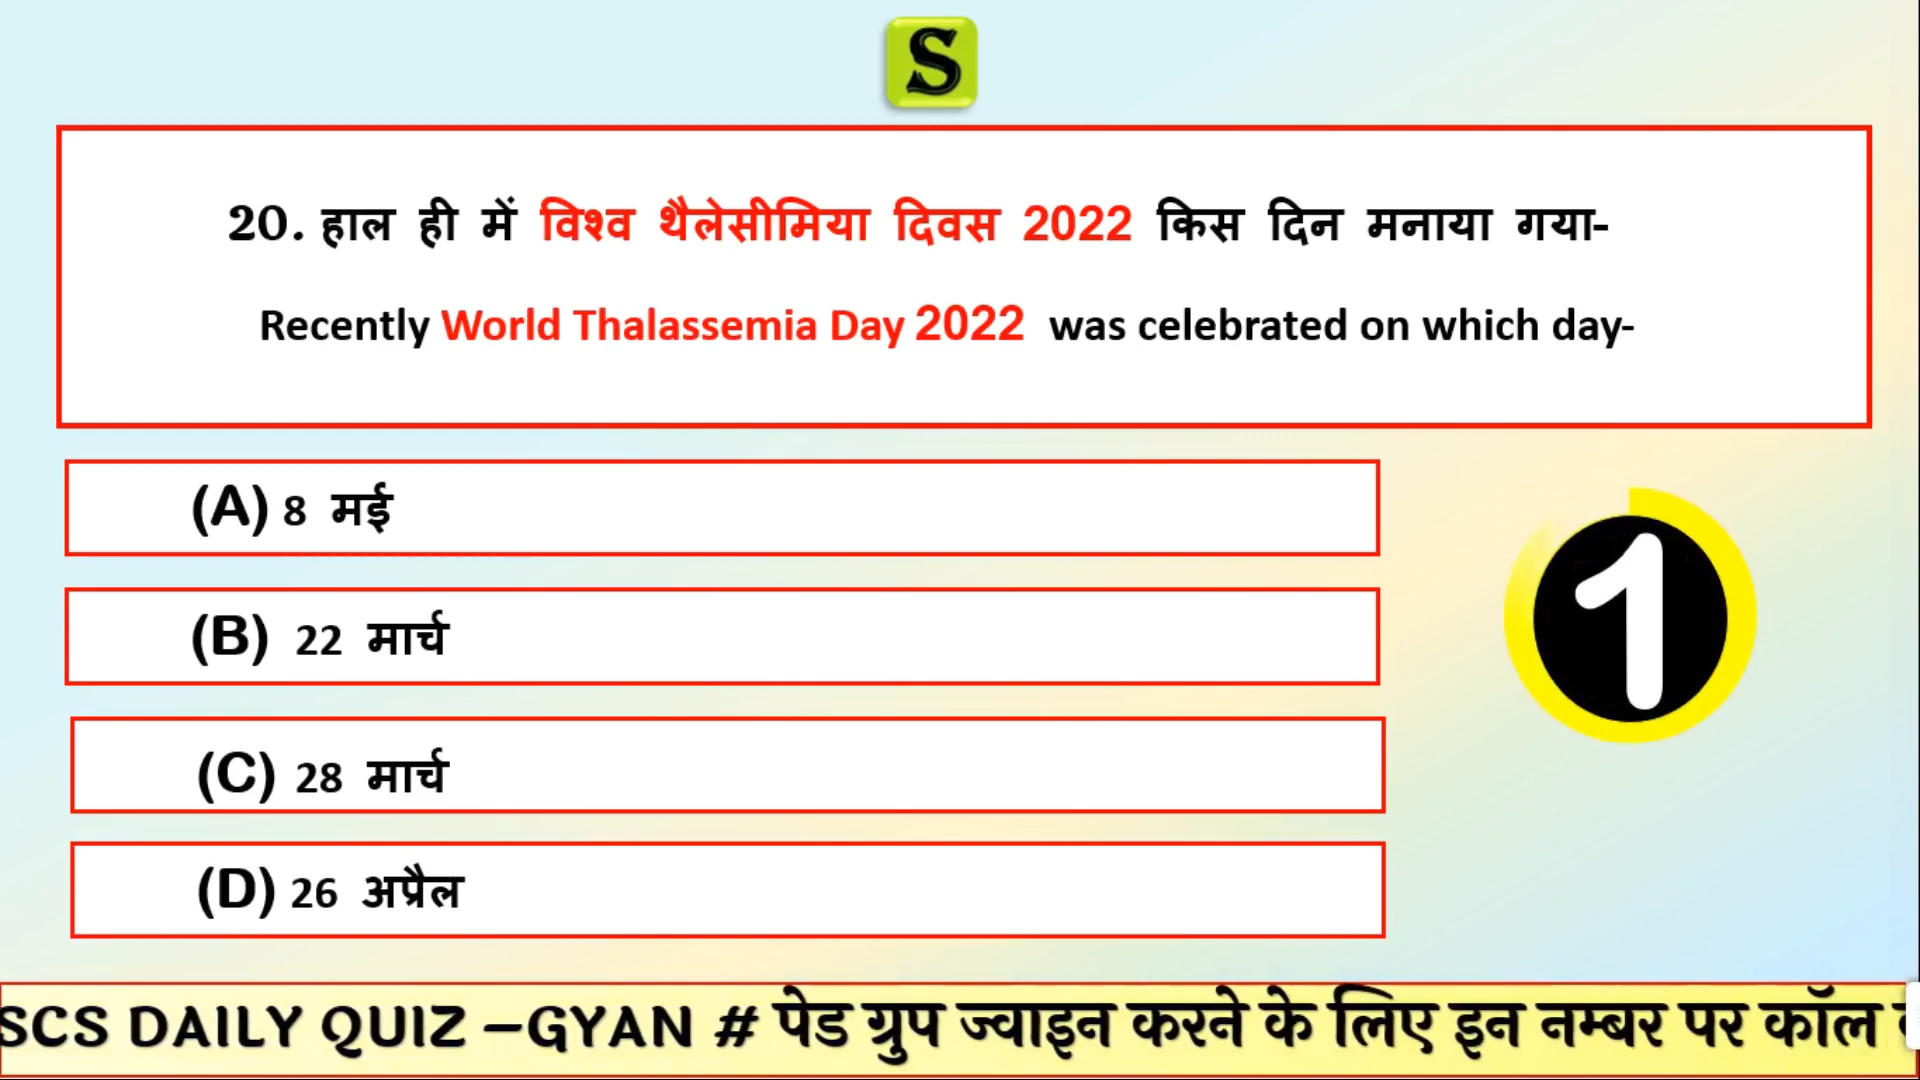 S
20. हाल ही में विश्व थैलेसीमिया दिवस 2022 किस दिन मनाया गया-
Recently World Thalassemia Day 2022 was celebrated on which day-
(A) 8 मई
(B) 22 मार्च
1
(C) 28 मार्च
(D) 26 अप्रैल
SCS DAILY QUIZ –GYAN # पेड ग्रुप ज्वाइन करने के लिए इन नम्बर पर कॉल